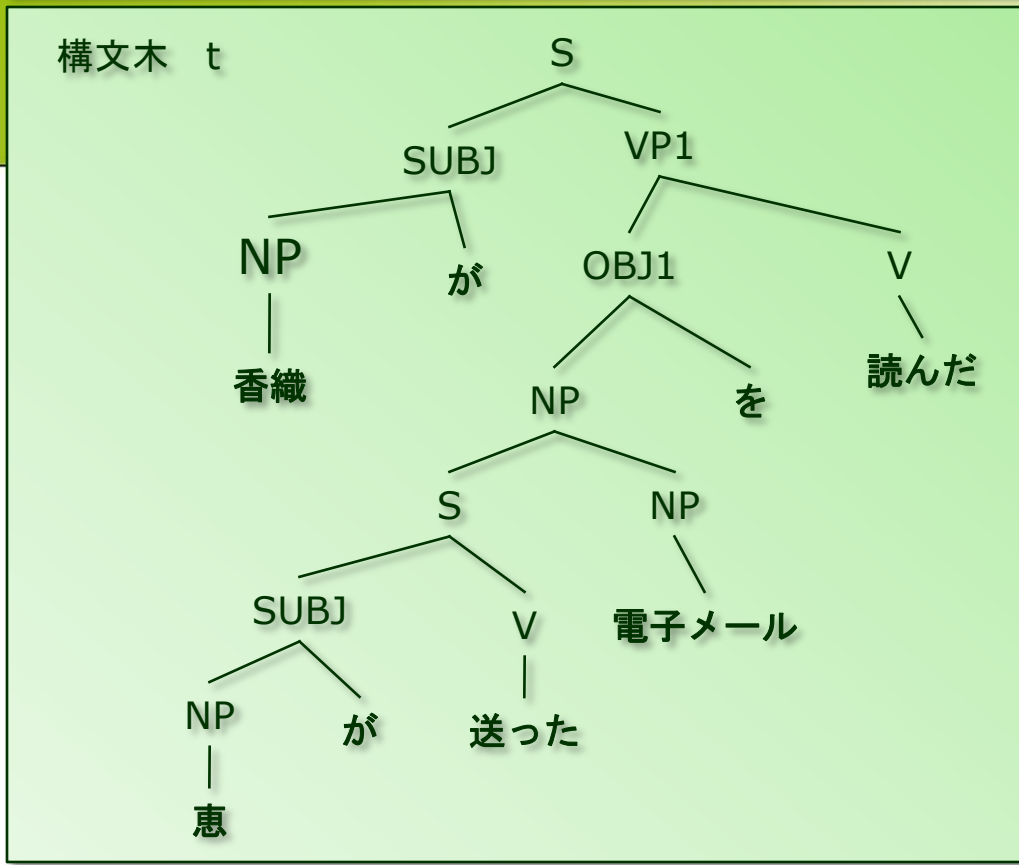 構文木 t
S
SUBJ VP1
NP が OBJ1 V
香織 NP を 読んだ
S NP
SUBJ V 電子メール
NP が 送った
恵